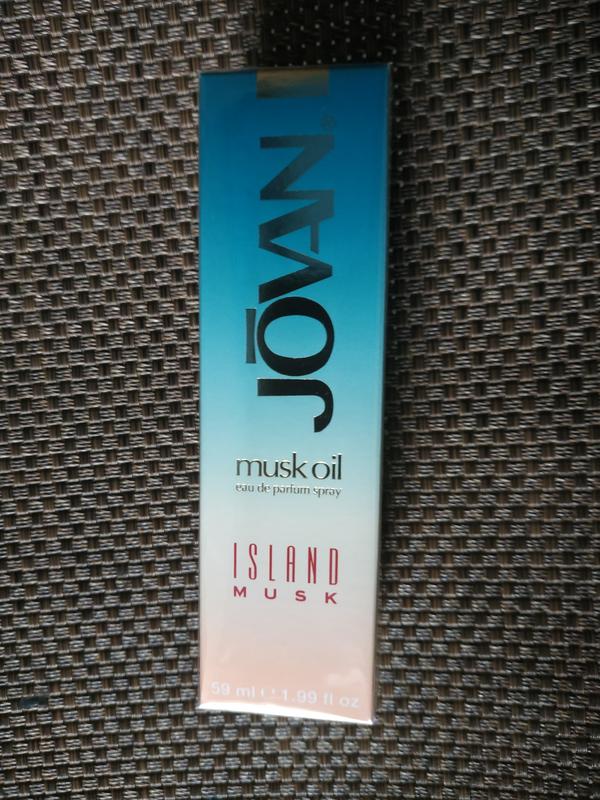 JŌVAN®
musk oil
eau de parfum spray
ISLAND
MUSK
59 ml ℮ 1.99 fl oz